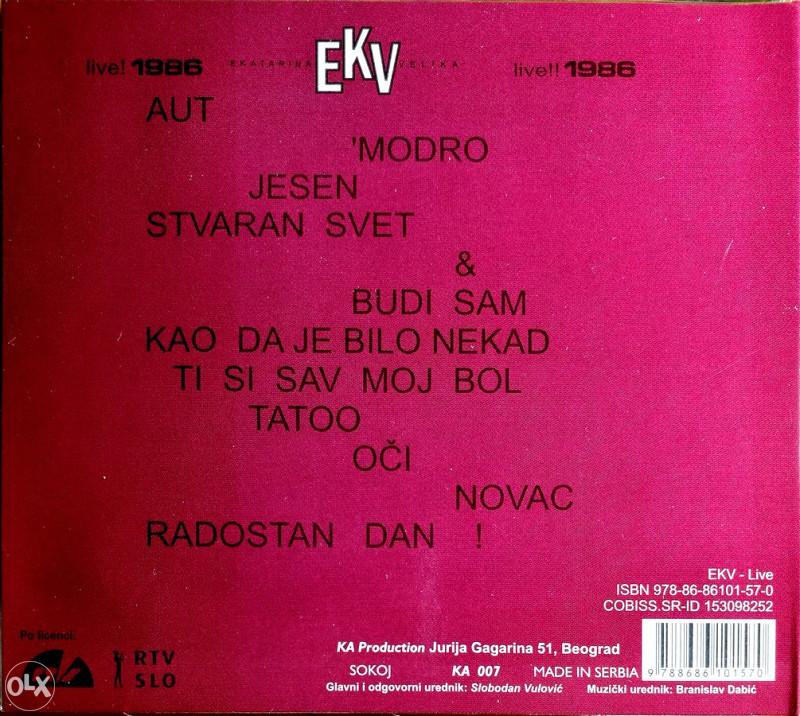 live! 1986 EKATARINA EKV VELIKA live!! 1986
AUT
'MODRO
JESEN
STVARAN SVET
&
BUDI SAM
KAO DA JE BILO NEKAD
TI SI SAV MOJ BOL
TATOO
OČI
NOVAC
RADOSTAN DAN !
EKV - Live
ISBN 978-86-86101-57-0
COBISS.SR-ID 153098252
Po licenci:
RTV
SLO
OLX
KA Production Jurija Gagarina 51, Beograd
SOKOJ KA 007 MADE IN SERBIA
Glavni i odgovorni urednik: Slobodan Vulović Muzički urednik: Branislav Dabić
9 788686 101570